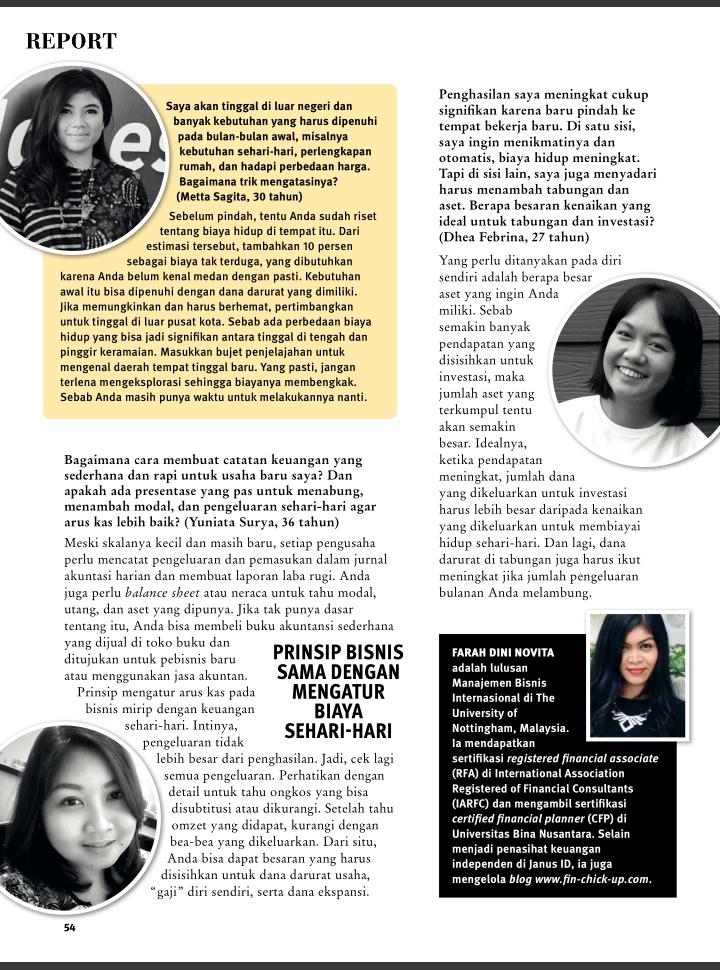 REPORT
Saya akan tinggal di luar negeri dan
banyak kebutuhan yang harus dipenuhi
pada bulan-bulan awal, misalnya
kebutuhan sehari-hari, perlengkapan
rumah, dan hadapi perbedaan harga.
Bagaimana trik mengatasinya?
(Metta Sagita, 30 tahun)
Sebelum pindah, tentu Anda sudah riset
tentang biaya hidup di tempat itu. Dari
estimasi tersebut, tambahkan 10 persen
sebagai biaya tak terduga, yang dibutuhkan
karena Anda belum kenal medan dengan pasti. Kebutuhan
awal itu bisa dipenuhi dengan dana darurat yang dimiliki.
Jika memungkinkan dan harus berhemat, pertimbangkan
untuk tinggal di luar pusat kota. Sebab ada perbedaan biaya
hidup yang bisa jadi signifikan antara tinggal di tengah dan
pinggir keramaian. Masukkan bujet penjelajahan untuk
mengenal daerah tempat tinggal baru. Yang pasti, jangan
terlena mengeksplorasi sehingga biayanya membengkak.
Sebab Anda masih punya waktu untuk melakukannya nanti.
Bagaimana cara membuat catatan keuangan yang
sederhana dan rapi untuk usaha baru saya? Dan
apakah ada presentase yang pas untuk menabung,
menambah modal, dan pengeluaran sehari-hari agar
arus kas lebih baik? (Yuniata Surya, 36 tahun)
Meski skalanya kecil dan masih baru, setiap pengusaha
perlu mencatat pengeluaran dan pemasukan dalam jurnal
akuntasi harian dan membuat laporan laba rugi. Anda
juga perlu balance sheet atau neraca untuk tahu modal,
utang, dan aset yang dipunya. Jika tak punya dasar
tentang itu, Anda bisa membeli buku akuntansi sederhana
yang dijual di toko buku dan
ditujukan untuk pebisnis baru
atau menggunakan jasa akuntan.
Prinsip mengatur arus kas pada
bisnis mirip dengan keuangan
sehari-hari. Intinya,
pengeluaran tidak
lebih besar dari penghasilan. Jadi, cek lagi
semua pengeluaran. Perhatikan dengan
detail untuk tahu ongkos yang bisa
disubtitusi atau dikurangi. Setelah tahu
omzet yang didapat, kurangi dengan
bea-bea yang dikeluarkan. Dari situ,
Anda bisa dapat besaran yang harus
disisihkan untuk dana darurat usaha,
“gaji” diri sendiri, serta dana ekspansi.
PRINSIP BISNIS
SAMA DENGAN
MENGATUR
BIAYA
SEHARI-HARI
Penghasilan saya meningkat cukup
signifikan karena baru pindah ke
tempat bekerja baru. Di satu sisi,
saya ingin menikmatinya dan
otomatis, biaya hidup meningkat.
Tapi di sisi lain, saya juga menyadari
harus menambah tabungan dan
aset. Berapa besaran kenaikan yang
ideal untuk tabungan dan investasi?
(Dhea Febrina, 27 tahun)
Yang perlu ditanyakan pada diri
sendiri adalah berapa besar
aset yang ingin Anda
miliki. Sebab
semakin banyak
pendapatan yang
disisihkan untuk
investasi, maka
jumlah aset yang
terkumpul tentu
akan semakin
besar. Idealnya,
ketika pendapatan
meningkat, jumlah dana
yang dikeluarkan untuk investasi
harus lebih besar daripada kenaikan
yang dikeluarkan untuk membiayai
hidup sehari-hari. Dan lagi, dana
darurat di tabungan juga harus ikut
meningkat jika jumlah pengeluaran
bulanan Anda melambung.
FARAH DINI NOVITA
adalah lulusan
Manajemen Bisnis
Internasional di The
University of
Nottingham, Malaysia.
Ia mendapatkan
sertifikasi registered financial associate
(RFA) di International Association
Registered of Financial Consultants
(IARFC) dan mengambil sertifikasi
certified financial planner (CFP) di
Universitas Bina Nusantara. Selain
menjadi penasihat keuangan
independen di Janus ID, ia juga
mengelola blog www.fin-chick-up.com.
54